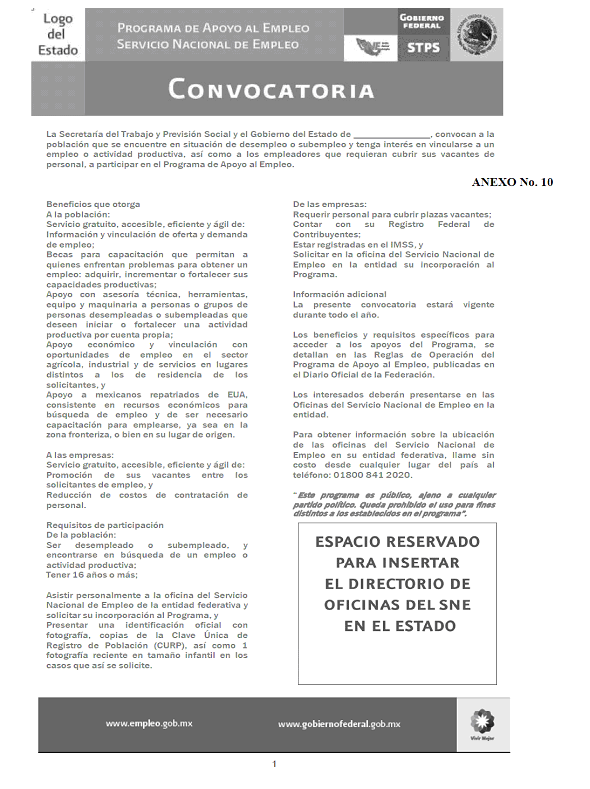 Logo
del
Estado
PROGRAMA DE APOYO AL EMPLEO
SERVICIO NACIONAL DE EMPLEO
GOBIERNO
FEDERAL
STPS
CONVOCATORIA
La Secretaría del Trabajo y Previsión Social y el Gobierno del Estado de __________________, convocan a la
población que se encuentre en situación de desempleo o subempleo y tenga interés en vincularse a un
empleo o actividad productiva, así como a los empleadores que requieran cubrir sus vacantes de
personal, a participar en el Programa de Apoyo al Empleo.
ANEXO No. 10
Beneficios que otorga
A la población:
Servicio gratuito, accesible, eficiente y ágil de:
Información y vinculación de oferta y demanda
de empleo;
Becas para capacitación que permitan a
quienes enfrentan problemas para obtener un
empleo: adquirir, incrementar o fortalecer sus
capacidades productivas;
Apoyo con asesoría técnica, herramientas,
equipo y maquinaria a personas o grupos de
personas desempleadas o subempleadas que
deseen iniciar o fortalecer una actividad
productiva por cuenta propia;
Apoyo económico y vinculación con
oportunidades de empleo en el sector
agrícola, industrial y de servicios en lugares
distintos a los de residencia de los
solicitantes, y
Apoyo a mexicanos repatriados de EUA,
consistente en recursos económicos para
búsqueda de empleo y de ser necesario
capacitación para emplearse, ya sea en la
zona fronteriza, o bien en su lugar de origen.
A las empresas:
Servicio gratuito, accesible, eficiente y ágil de:
Promoción de sus vacantes entre los
solicitantes de empleo, y
Reducción de costos de contratación de
personal.
Requisitos de participación
De la población:
Ser desempleado o subempleado, y
encontrarse en búsqueda de un empleo o
actividad productiva;
Tener 16 años o más;
Asistir personalmente a la oficina del Servicio
Nacional de Empleo de la entidad federativa y
solicitar su incorporación al Programa, y
Presentar una identificación oficial con
fotografía, copias de la Clave Única de
Registro de Población (CURP), así como 1
fotografía reciente en tamaño infantil en los
casos que así se solicite.
De las empresas:
Requerir personal para cubrir plazas vacantes;
Contar con su Registro Federal de
Contribuyentes;
Estar registradas en el IMSS, y
Solicitar en la oficina del Servicio Nacional de
Empleo en la entidad su incorporación al
Programa.
Información adicional
La presente convocatoria estará vigente
durante todo el año.
Los beneficios y requisitos específicos para
acceder a los apoyos del Programa, se
detallan en las Reglas de Operación del
Programa de Apoyo al Empleo, publicadas en
el Diario Oficial de la Federación.
Los interesados deberán presentarse en las
Oficinas del Servicio Nacional de Empleo en la
entidad.
Para obtener información sobre la ubicación
de las oficinas del Servicio Nacional de
Empleo en su entidad federativa, llame sin
costo desde cualquier lugar del país al
teléfono: 01800 841 2020.
"Este programa es público, ajeno a cualquier
partido político. Queda prohibido el uso para fines
distintos a los establecidos en el programa".
ESPACIO RESERVADO
PARA INSERTAR
EL DIRECTORIO DE
OFICINAS DEL SNE
EN EL ESTADO
www.empleo.gob.mx
www.gobiernofederal.gob.mx
Vivir Mejor
1